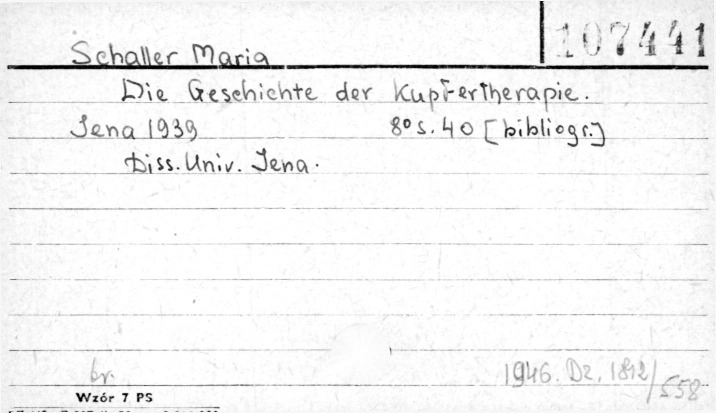 107441
Schaller Maria
Die Geschichte der Kupfertherapie.
Jena 1939 8° s. 40 [bibliogr.]
Diss. Univ. Jena.
br.
1946. Dz. 1812/558
Wzór 7 PS